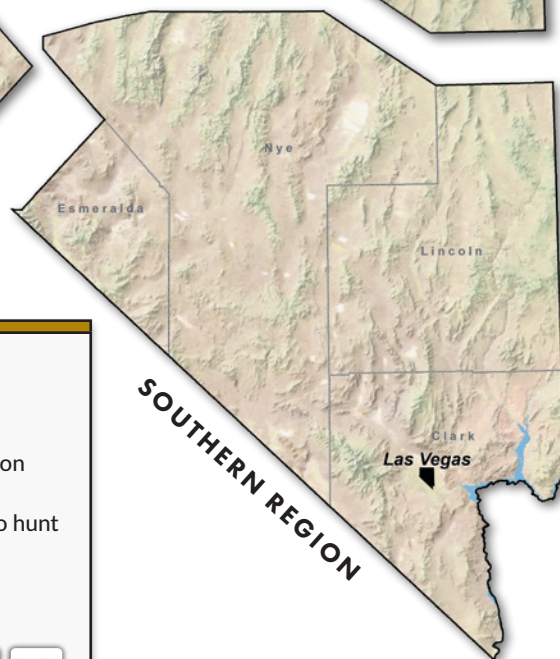 Nye
Esmeralda
Lincoln
SOUTHERN REGION
Clark
Las Vegas
on
o hunt